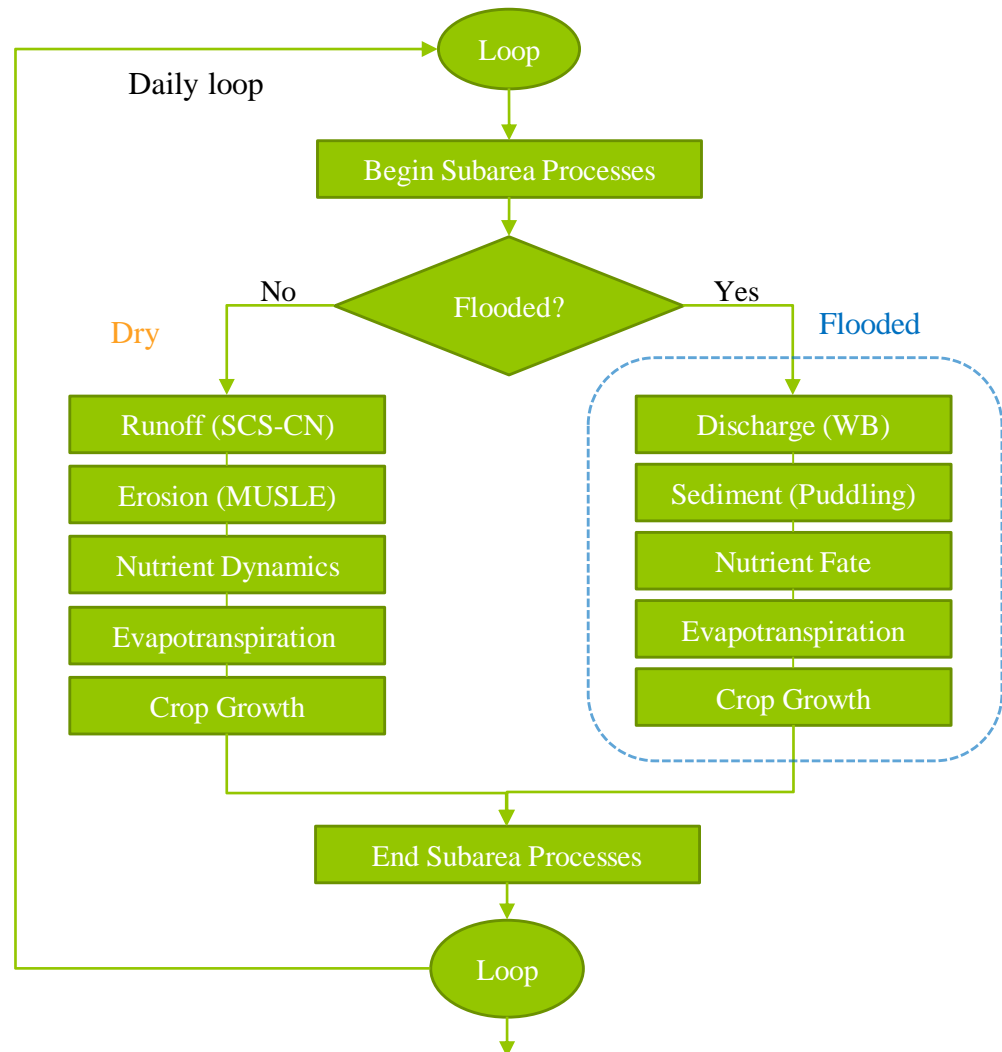 Loop
Daily loop
Begin Subarea Processes
No
Yes
Flooded?
Dry
Flooded
Runoff (SCS-CN)
Erosion (MUSLE)
Nutrient Dynamics
Evapotranspiration
Crop Growth
Discharge (WB)
Sediment (Puddling)
Nutrient Fate
Evapotranspiration
Crop Growth
End Subarea Processes
Loop